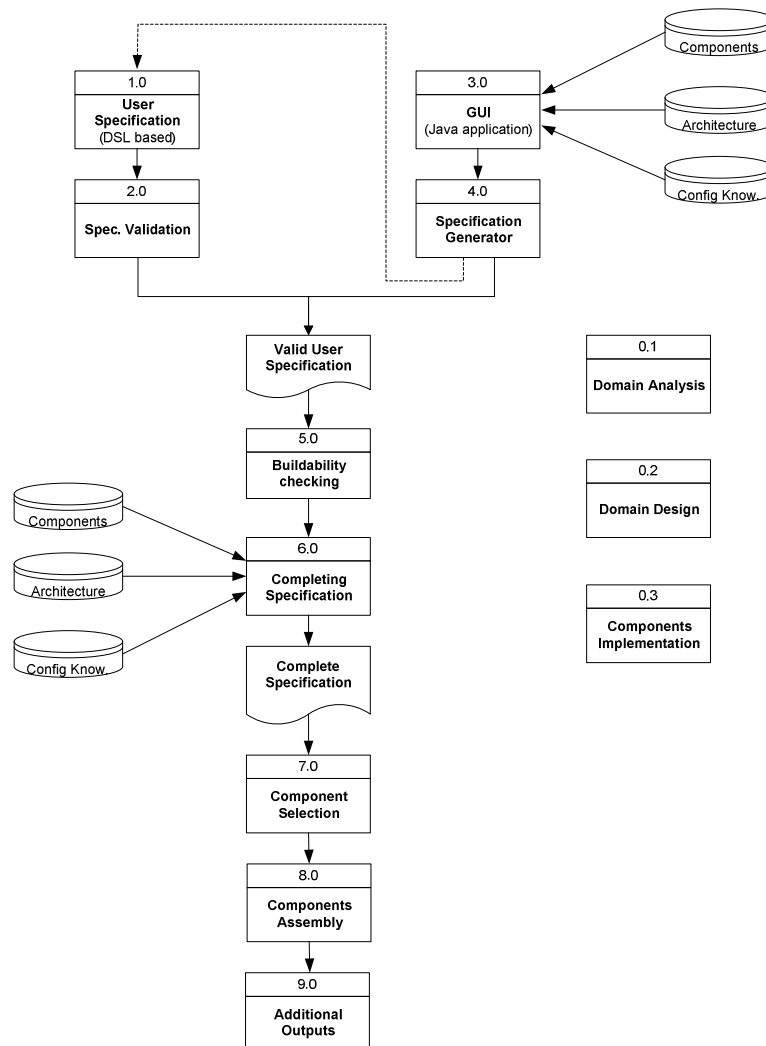 Components
1.0
User
Specification
(DSL based)
3.0
GUI
(Java application)
Architecture
Config Know.
2.0
Spec. Validation
4.0
Specification
Generator
Valid User
Specification
0.1
Domain Analysis
5.0
Buildability
checking
0.2
Domain Design
Components
6.0
Completing
Specification
Architecture
0.3
Components
Implementation
Config Know.
Complete
Specification
7.0
Component
Selection
8.0
Components
Assembly
9.0
Additional
Outputs